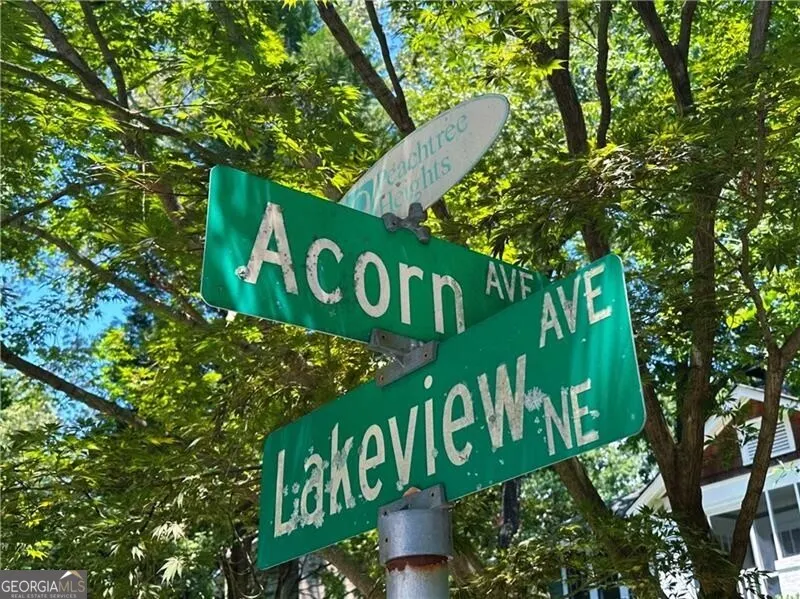 Peachtree
Heights
Acorn AVE
Lakeview AVE
NE
GEORGIAMLS
REAL ESTATE SERVICES